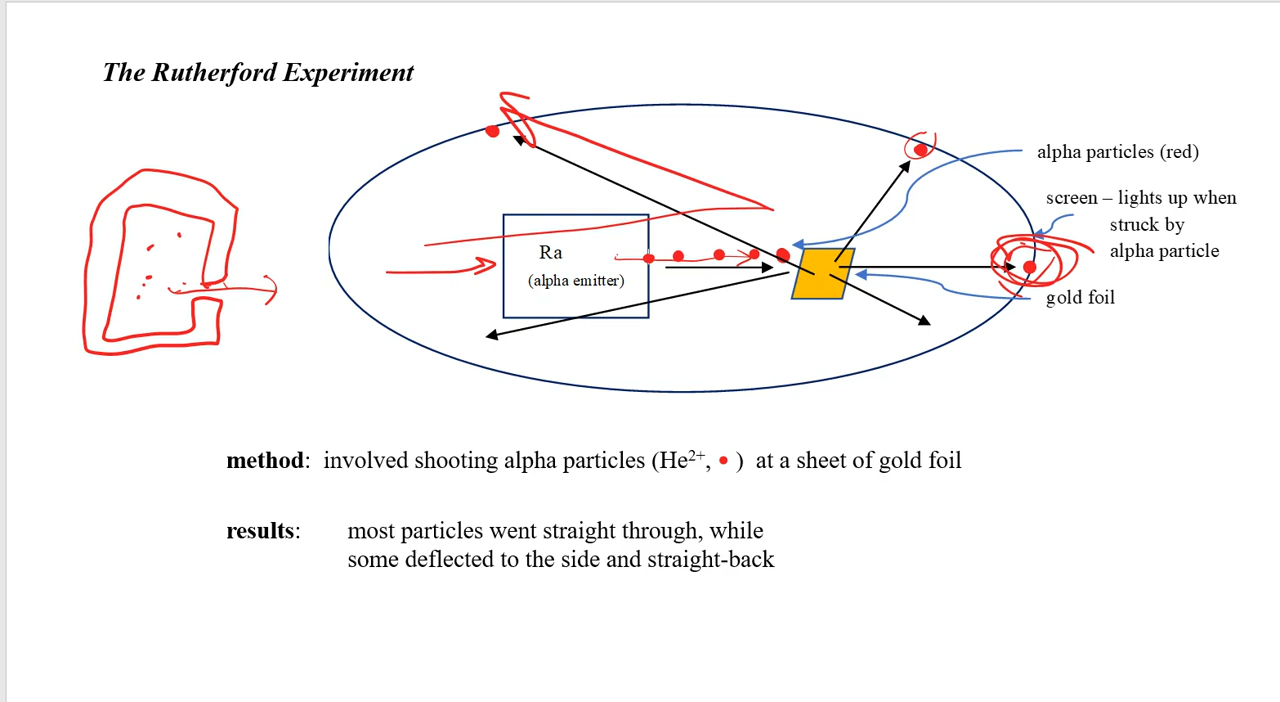 The Rutherford Experiment
alpha particles (red)
screen – lights up when
struck by
alpha particle
Ra
(alpha emitter)
gold foil
method:  involved shooting alpha particles (He²⁺, • )  at a sheet of gold foil
results:  most particles went straight through, while
some deflected to the side and straight-back